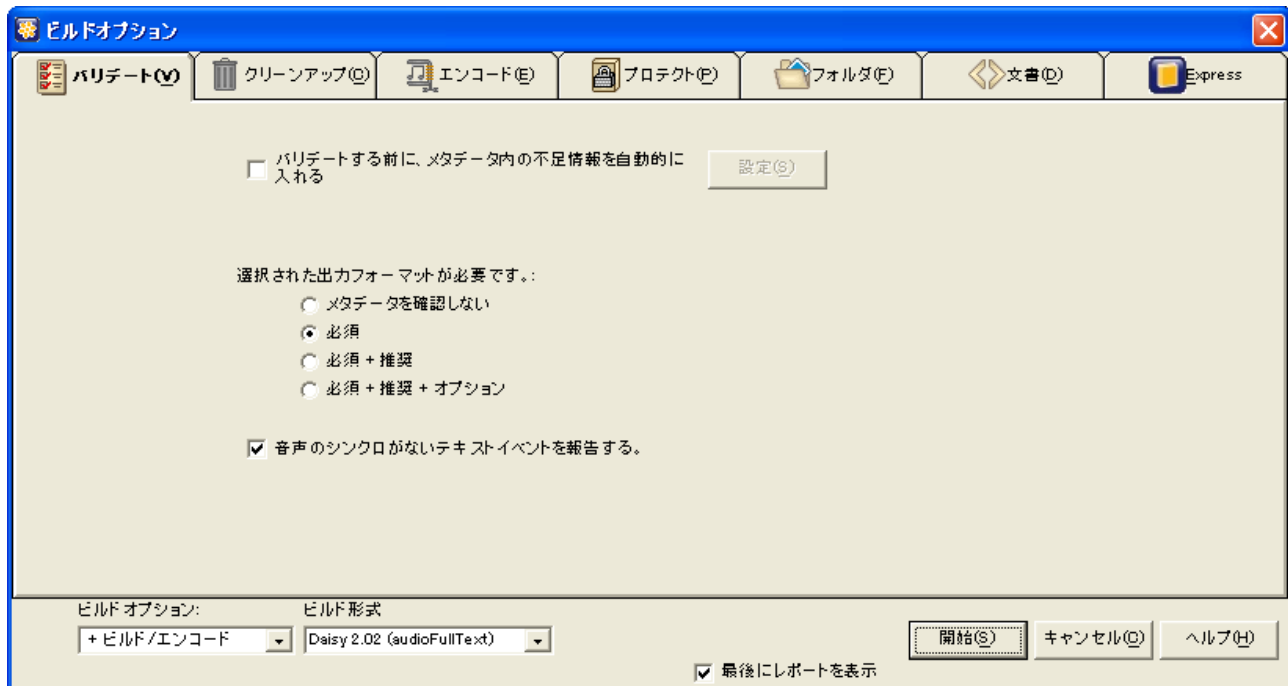 ビルドオプション
バリデート(V) クリーンアップ(C) エンコード(E) プロテクト(P) フォルダ(F) 文書(D) Express
バリデートする前に、メタデータ内の不足情報を自動的に
入れる
設定(S)
選択された出力フォーマットが必要です。:
メタデータを確認しない
必須
必須 + 推奨
必須 + 推奨 + オプション
音声のシンクロがないテキストイベントを報告する。
ビルドオプション: ビルド形式
+ ビルド/エンコード Daisy 2.02 (audioFullText) 開始(S) キャンセル(C) ヘルプ(H)
最後にレポートを表示